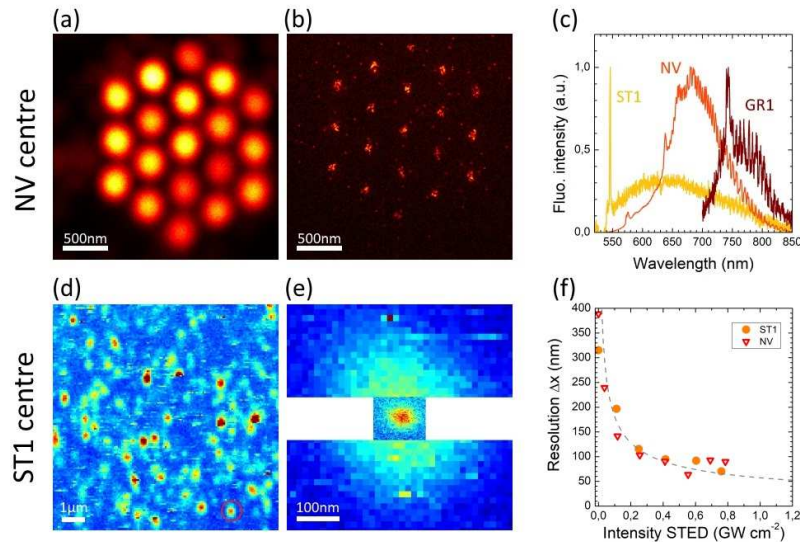 (a)
(b)
(c)
NV centre
500nm
500nm
Fluo. intensity (a.u.)
1,0
0,5
0,0
ST1
NV
GR1
550 600 650 700 750 800 850
Wavelength (nm)
(d)
(e)
(f)
ST1 centre
1µm
100nm
Resolution Δx (nm)
400
350
300
250
200
150
100
50
0
ST1
NV
0,0 0,2 0,4 0,6 0,8 1,0 1,2
Intensity STED (GW cm⁻²)